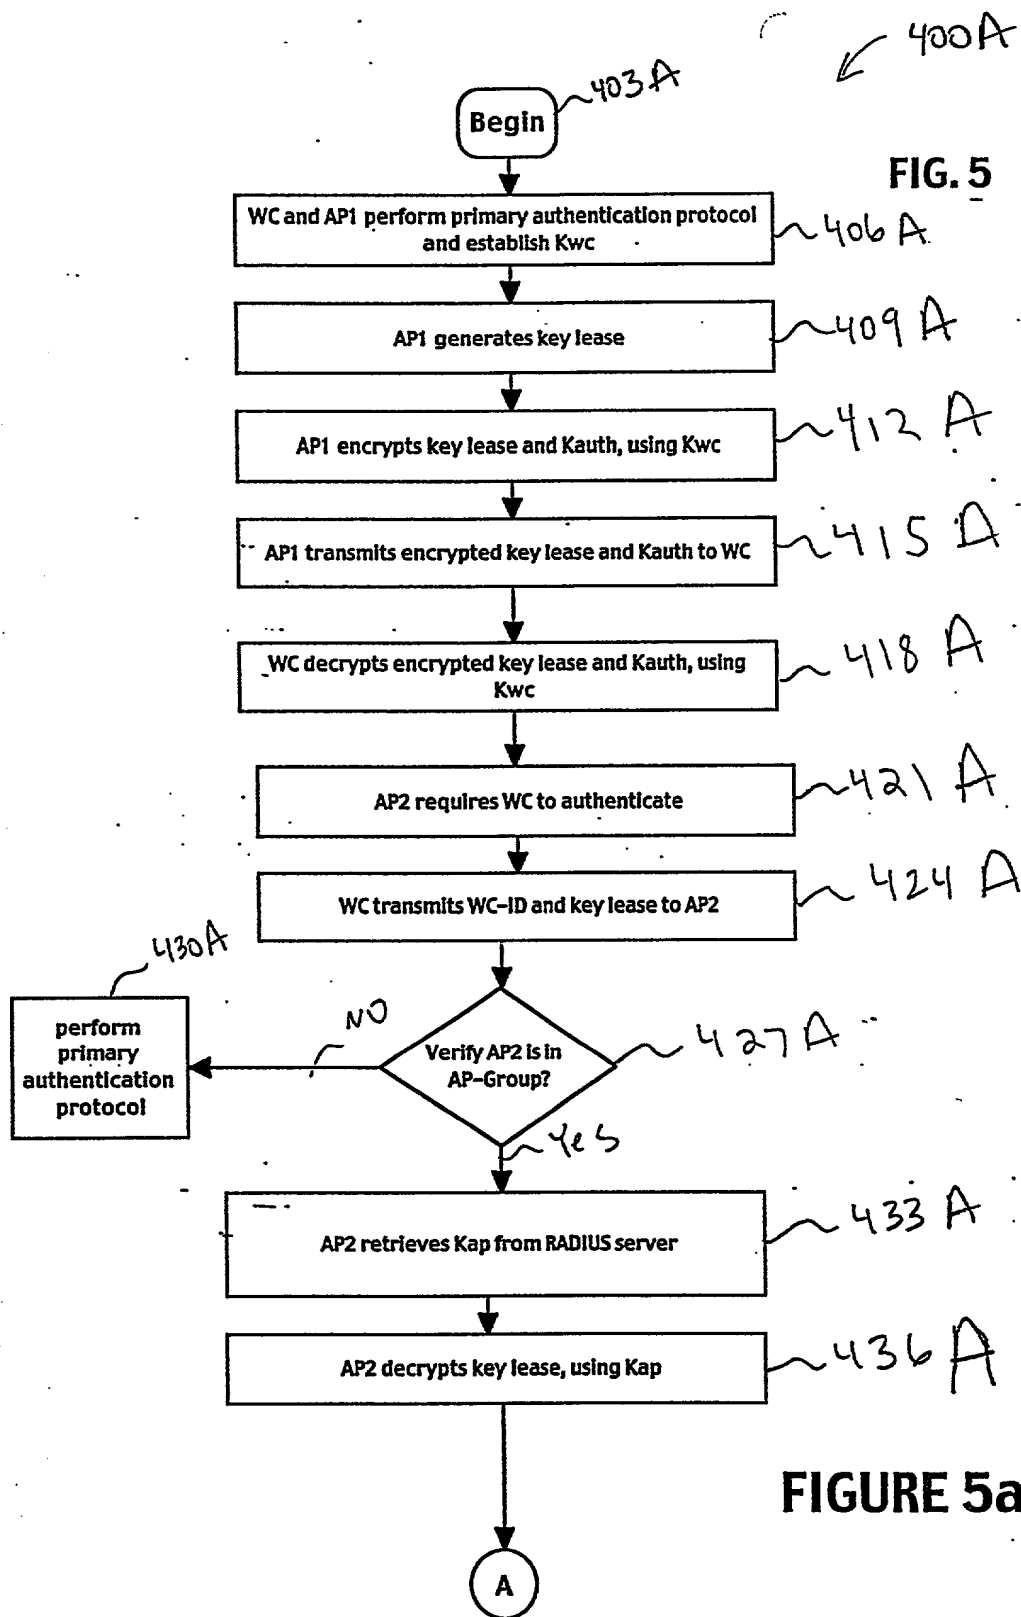 400A
403A
Begin
FIG. 5
WC and AP1 perform primary authentication protocol
and establish Kwc
406A
AP1 generates key lease
409A
AP1 encrypts key lease and Kauth, using Kwc
412A
AP1 transmits encrypted key lease and Kauth to WC
415A
WC decrypts encrypted key lease and Kauth, using
Kwc
418A
AP2 requires WC to authenticate
421A
WC transmits WC-ID and key lease to AP2
424A
430A
perform
primary
authentication
protocol
NO
Verify AP2 is in
AP-Group?
427A
Yes
AP2 retrieves Kap from RADIUS server
433A
AP2 decrypts key lease, using Kap
436A
FIGURE 5a
A